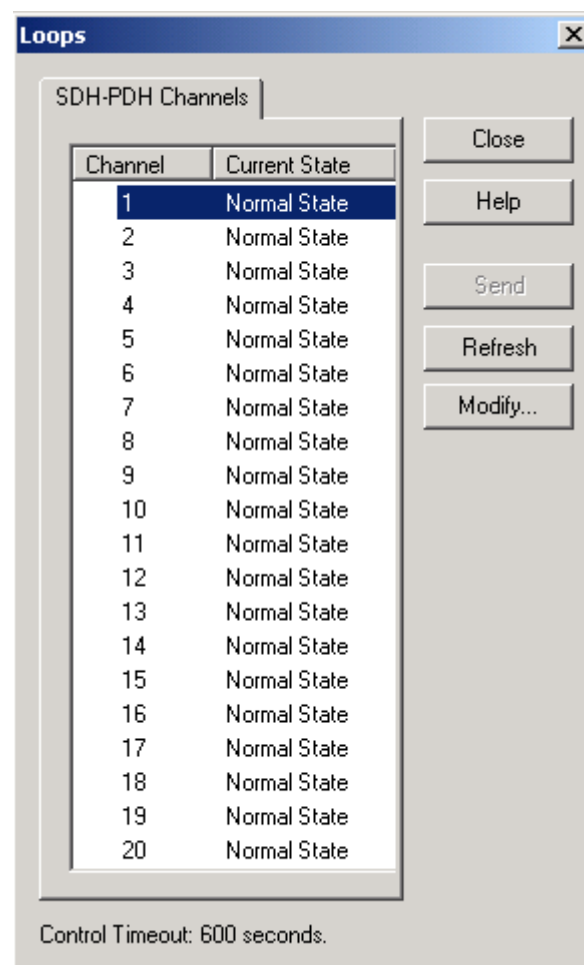 Loops
SDH-PDH Channels
Channel Current State
1 Normal State
2 Normal State
3 Normal State
4 Normal State
5 Normal State
6 Normal State
7 Normal State
8 Normal State
9 Normal State
10 Normal State
11 Normal State
12 Normal State
13 Normal State
14 Normal State
15 Normal State
16 Normal State
17 Normal State
18 Normal State
19 Normal State
20 Normal State
Close
Help
Send
Refresh
Modify...
Control Timeout: 600 seconds.